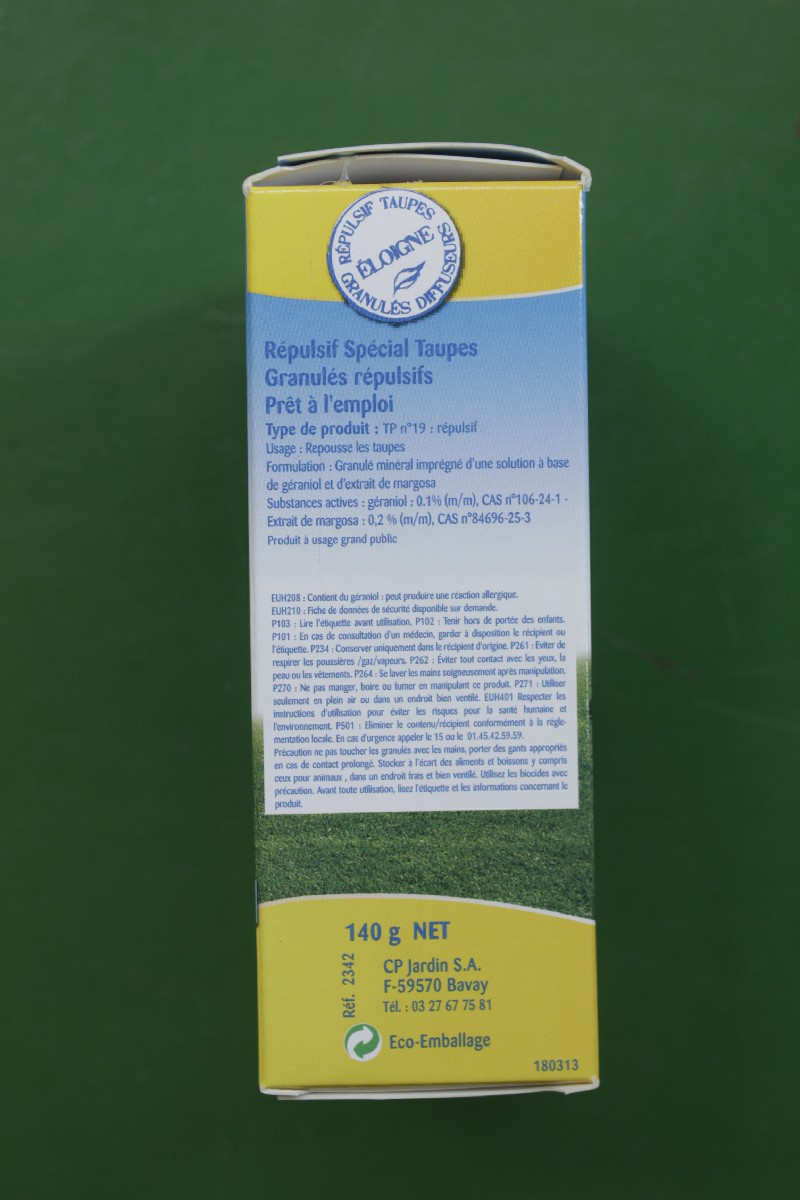 RÉPULSIF TAUPES
ÉLOIGNE
GRANULÉS DIFFUSEURS
Répulsif Spécial Taupes
Granulés répulsifs
Prêt à l'emploi
Type de produit : TP n°19 : répulsif
Usage : Repousse les taupes
Formulation : Granulé minéral imprégné d'une solution à base
de géraniol et d'extrait de margosa
Substances actives : géraniol : 0.1% (m/m), CAS n°106-24-1 -
Extrait de margosa : 0,2 % (m/m), CAS n°84696-25-3
Produit à usage grand public
EUH208 : Contient du géraniol : peut produire une réaction allergique.
EUH210 : Fiche de données de sécurité disponible sur demande.
P103 : Lire l'étiquette avant utilisation. P102 : Tenir hors de portée des enfants.
P101 : En cas de consultation d'un médecin, garder à disposition le récipient ou
l'étiquette. P234 : Conserver uniquement dans le récipient d'origine. P261 : Eviter de
respirer les poussières /gaz/vapeurs. P262 : Éviter tout contact avec les yeux, la
peau ou les vêtements. P264 : Se laver les mains soigneusement après manipulation.
P270 : Ne pas manger, boire ou fumer en manipulant ce produit. P271 : Utiliser
seulement en plein air ou dans un endroit bien ventilé. EUH401 Respecter les
instructions d'utilisation pour éviter les risques pour la santé humaine et
l'environnement. P501 : Eliminer le contenu/récipient conformément à la régle-
mentation locale. En cas d'urgence appeler le 15 ou le 01.45.42.59.59.
Précaution ne pas toucher les granulés avec les mains, porter des gants appropriés
en cas de contact prolongé. Stocker à l'écart des aliments et boissons y compris
ceux pour animaux , dans un endroit frais et bien ventilé. Utilisez les biocides avec
précaution. Avant toute utilisation, lisez l'étiquette et les informations concernant le
produit.
140 g NET
Réf. 2342
CP Jardin S.A.
F-59570 Bavay
Tél. : 03 27 67 75 81
Eco-Emballage
180313